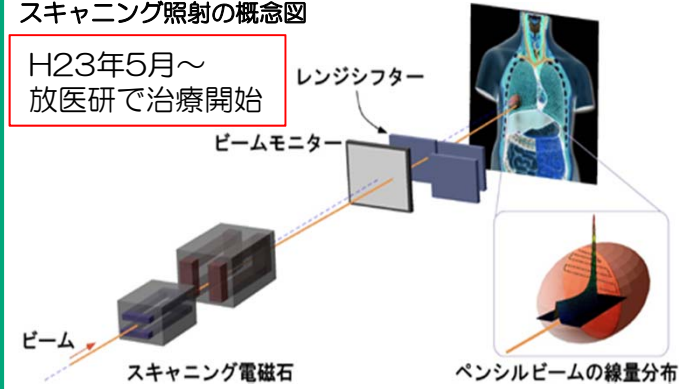 スキャニング照射の概念図
H23年5月～
放医研で治療開始
レンジシフター
ビームモニター
ビーム
スキャニング電磁石
ペンシルビームの線量分布